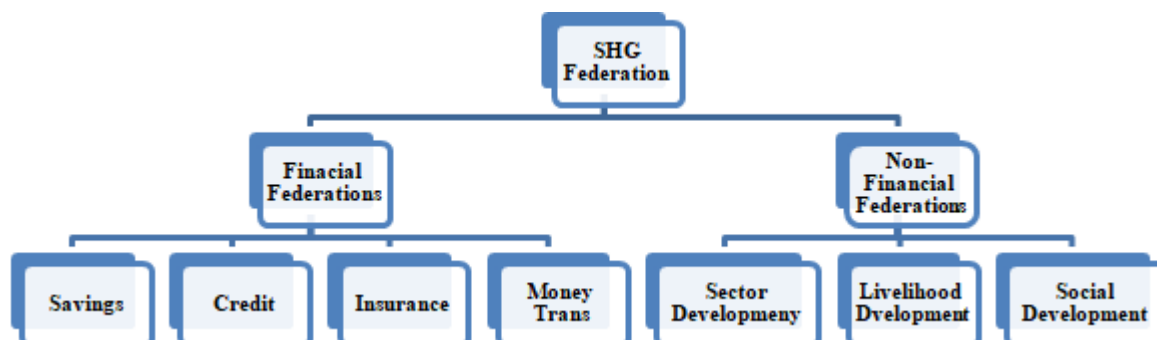 SHG
Federation
Finacial
Federations
Non-
Financial
Federations
Savings
Credit
Insurance
Money
Trans
Sector
Developmeny
Livelihood
Dvelopment
Social
Development